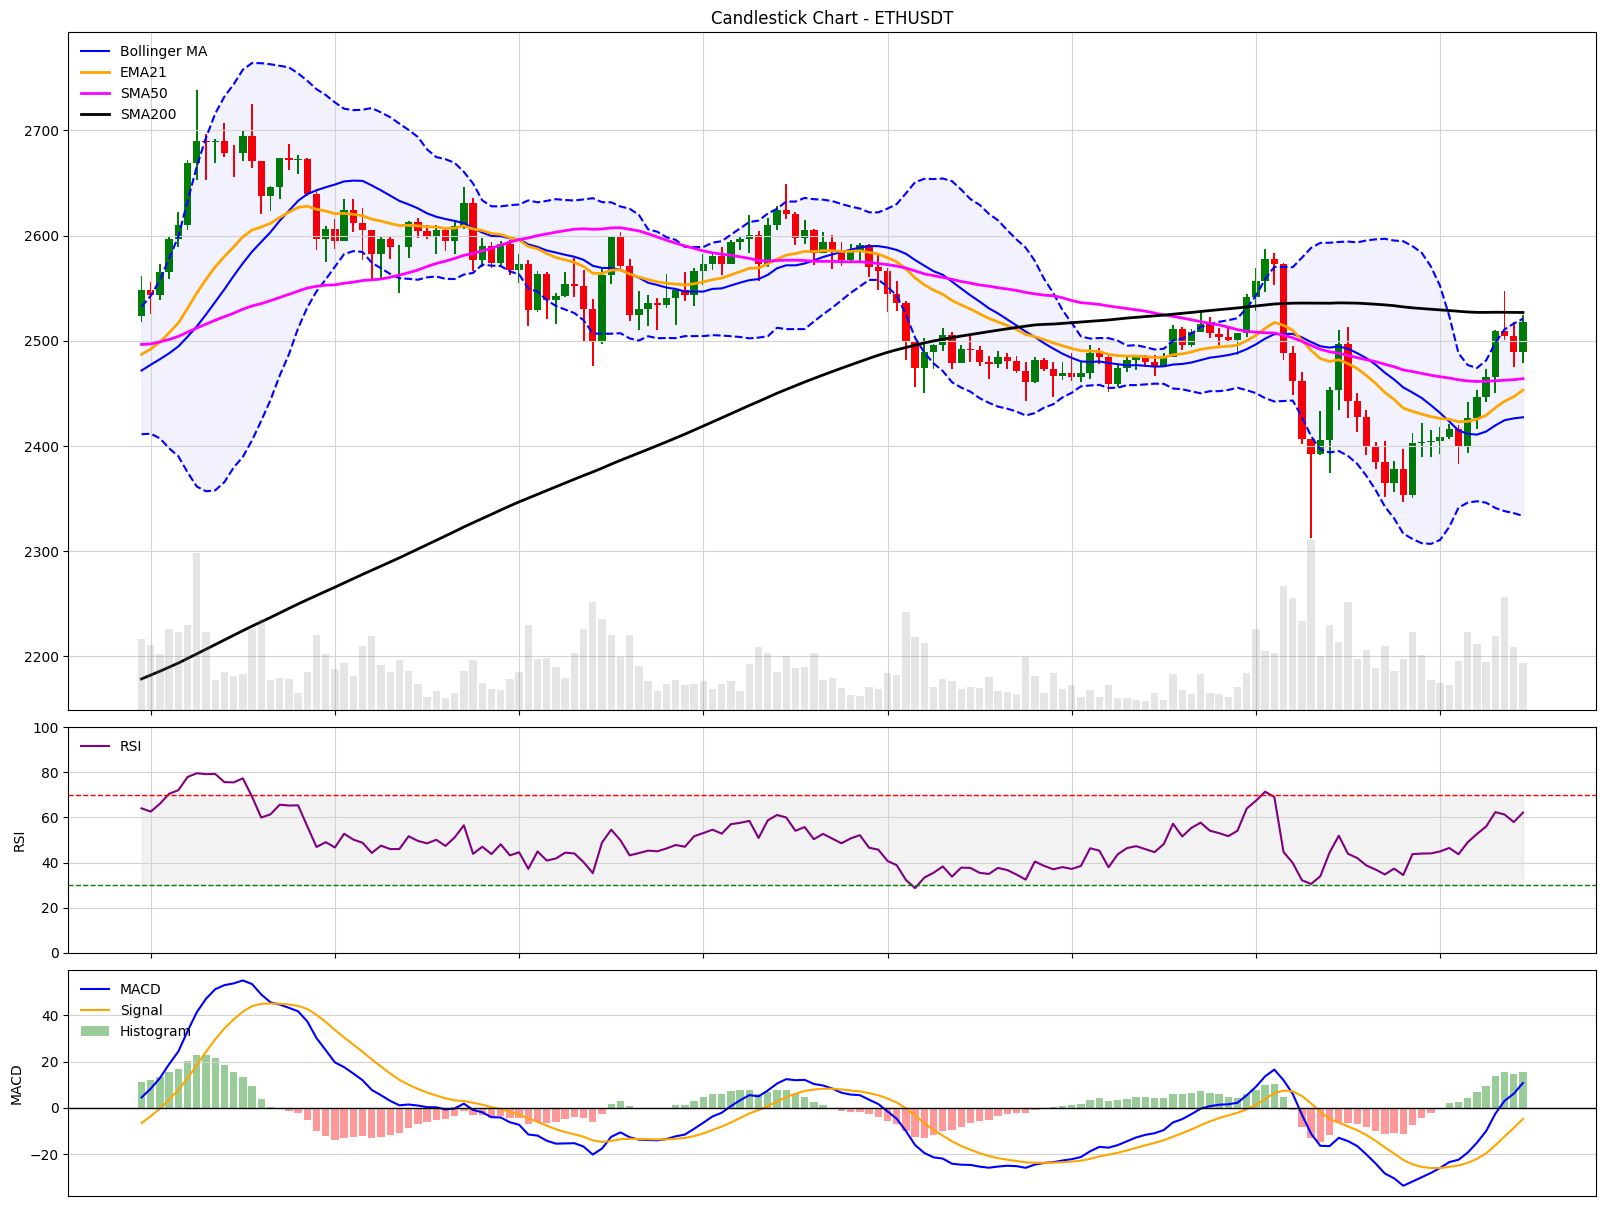 Candlestick Chart - ETHUSDT
Bollinger MA
EMA21
SMA50
SMA200
2700
2600
2500
2400
2300
2200
RSI
100
80
60
40
20
0
RSI
MACD
Signal
Histogram
40
20
0
−20
MACD